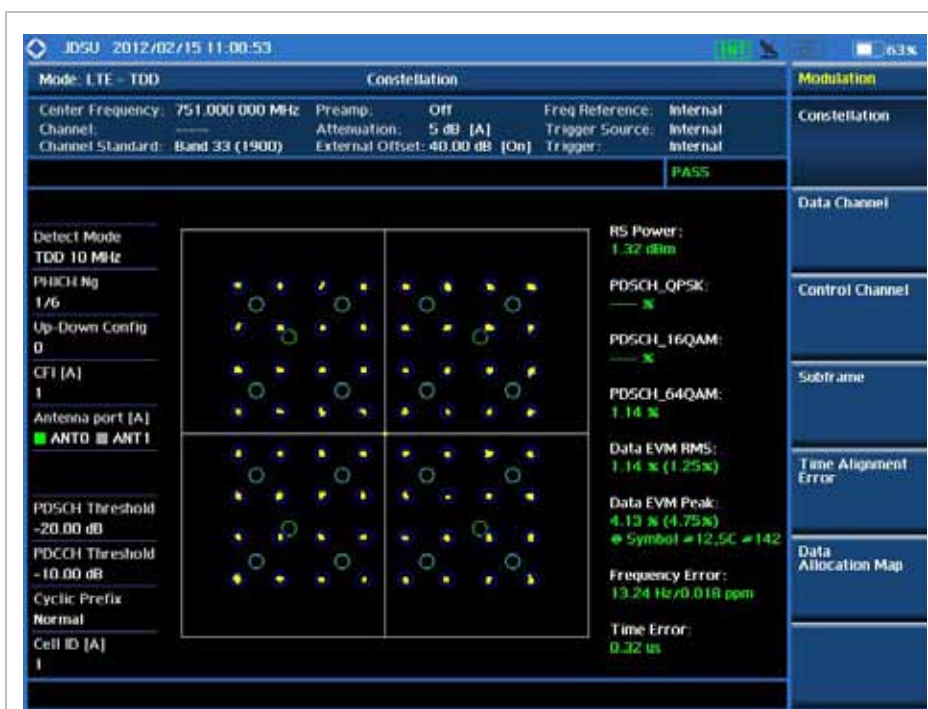 JDSU 2012/02/15 11:00:53
63%
Mode: LTE - TDD
Constellation
Modulation
Center Frequency: 751.000 000 MHz
Preamp: Off
Freq Reference: Internal
Channel: -----
Attenuation: 5 dB [A]
Trigger Source: Internal
Channel Standard: Band 33 (1900)
External Offset: 40.00 dB [On]
Trigger: Internal
PASS
Detect Mode
TDD 10 MHz
PHICH Ng
1/6
Up-Down Config
0
CFI [A]
1
Antenna port [A]
ANT0 ANT1
PDSCH Threshold
-20.00 dB
PDCCH Threshold
-10.00 dB
Cyclic Prefix
Normal
Cell ID [A]
1
RS Power:
1.32 dBm
PDSCH_QPSK:
---- %
PDSCH_16QAM:
---- %
PDSCH_64QAM:
1.14 %
Data EVM RMS:
1.14 % (1.25%)
Data EVM Peak:
4.13 % (4.75%)
@ Symbol #12,SC #142
Frequency Error:
13.24 Hz/0.018 ppm
Time Error:
0.32 us
Constellation
Data Channel
Control Channel
Subframe
Time Alignment
Error
Data
Allocation Map